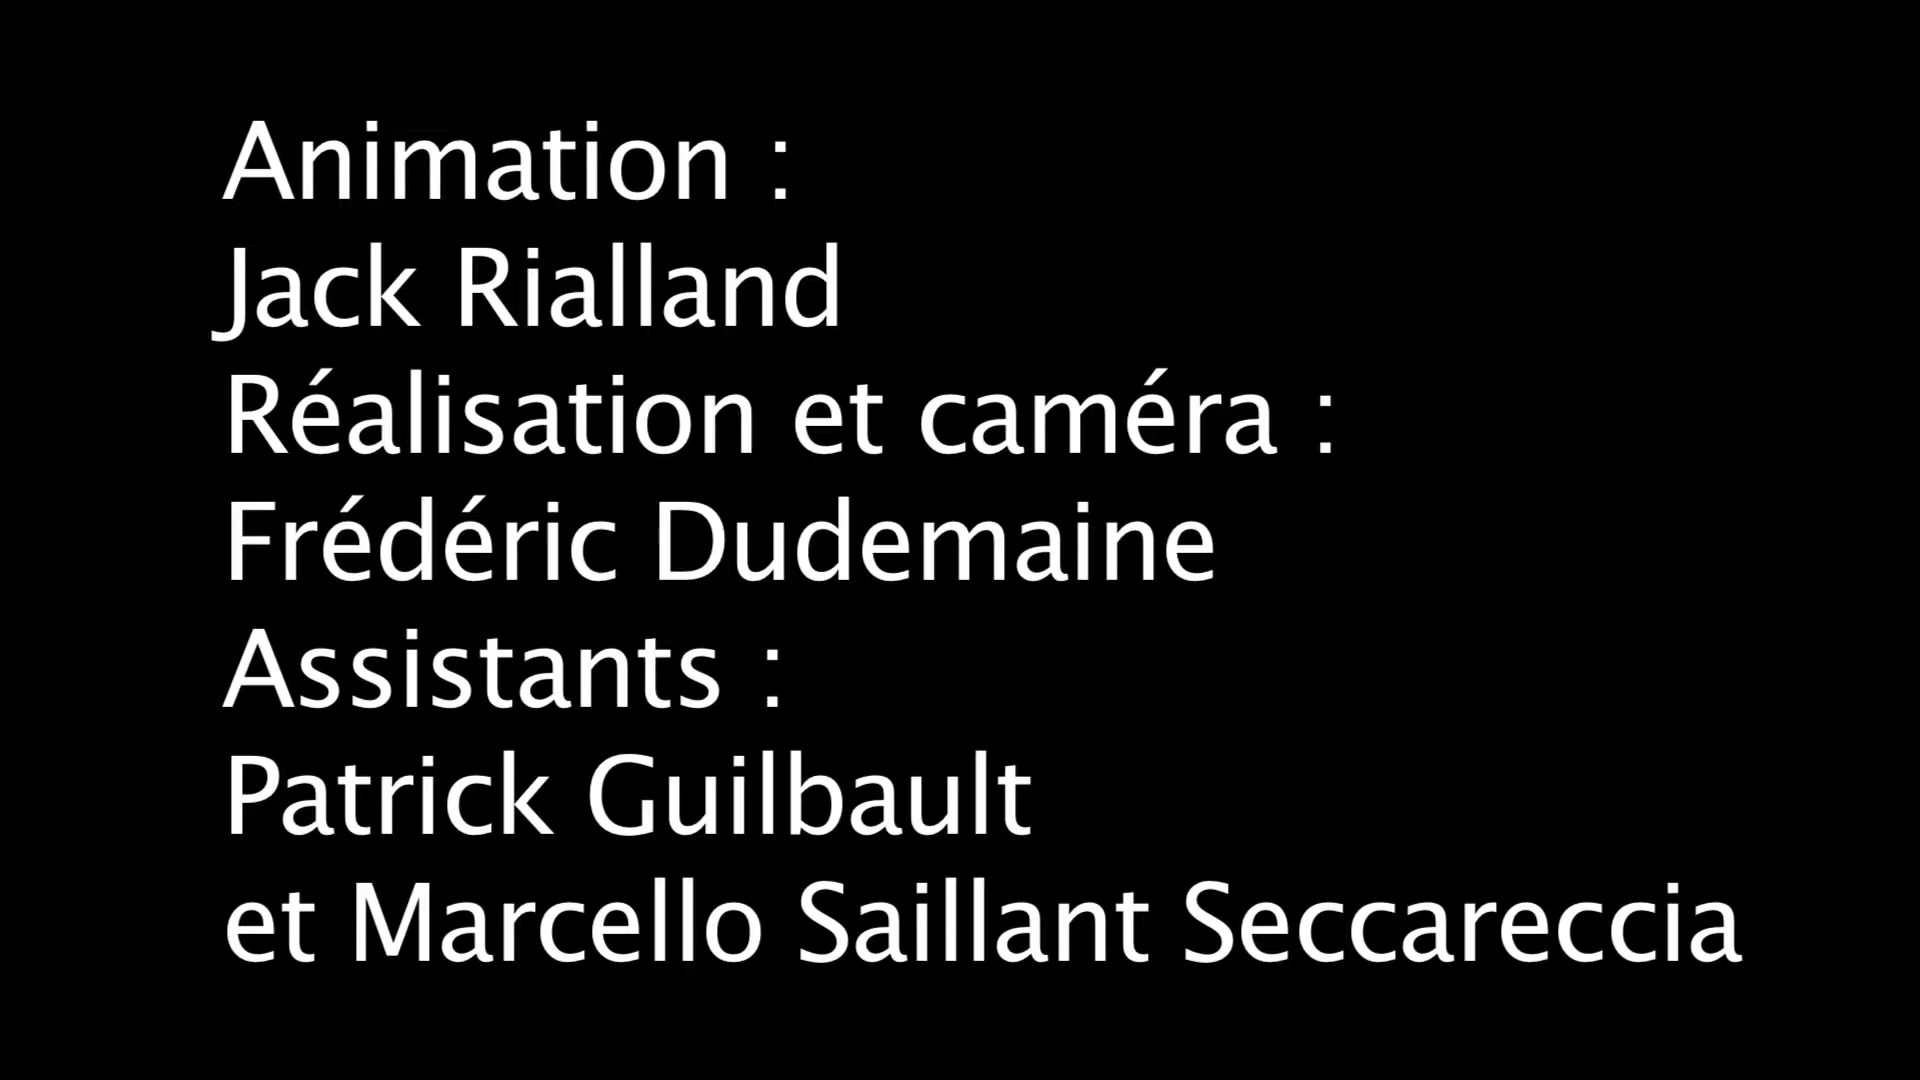 Animation :
Jack Rialland
Réalisation et caméra :
Frédéric Dudemaine
Assistants :
Patrick Guilbault
et Marcello Saillant Seccareccia